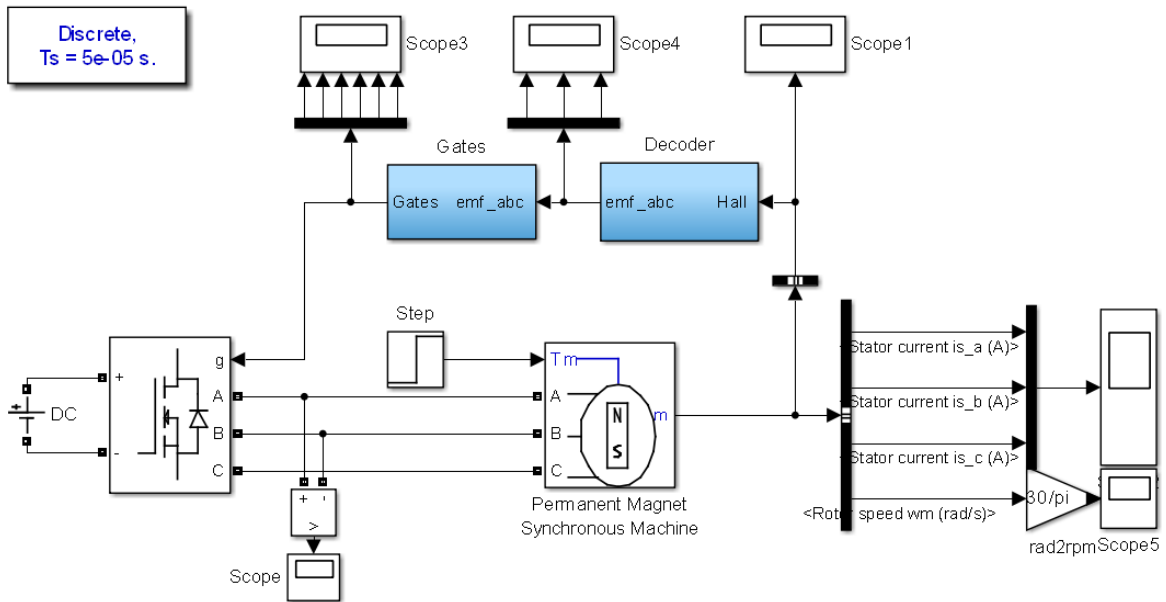 Discrete,
Ts = 5e-05 s.
Scope3
Scope4
Scope1
Gates
Decoder
Gates emf_abc
emf_abc Hall
Step
g
A
B
C
+
-
DC
Tm
A
B
C
N
S
m
Permanent Magnet
Synchronous Machine
+ -
v
Scope
<Stator current is_a (A)>
<Stator current is_b (A)>
<Stator current is_c (A)>
<Rotor speed wm (rad/s)>
30/pi
rad2rpm
Scope5